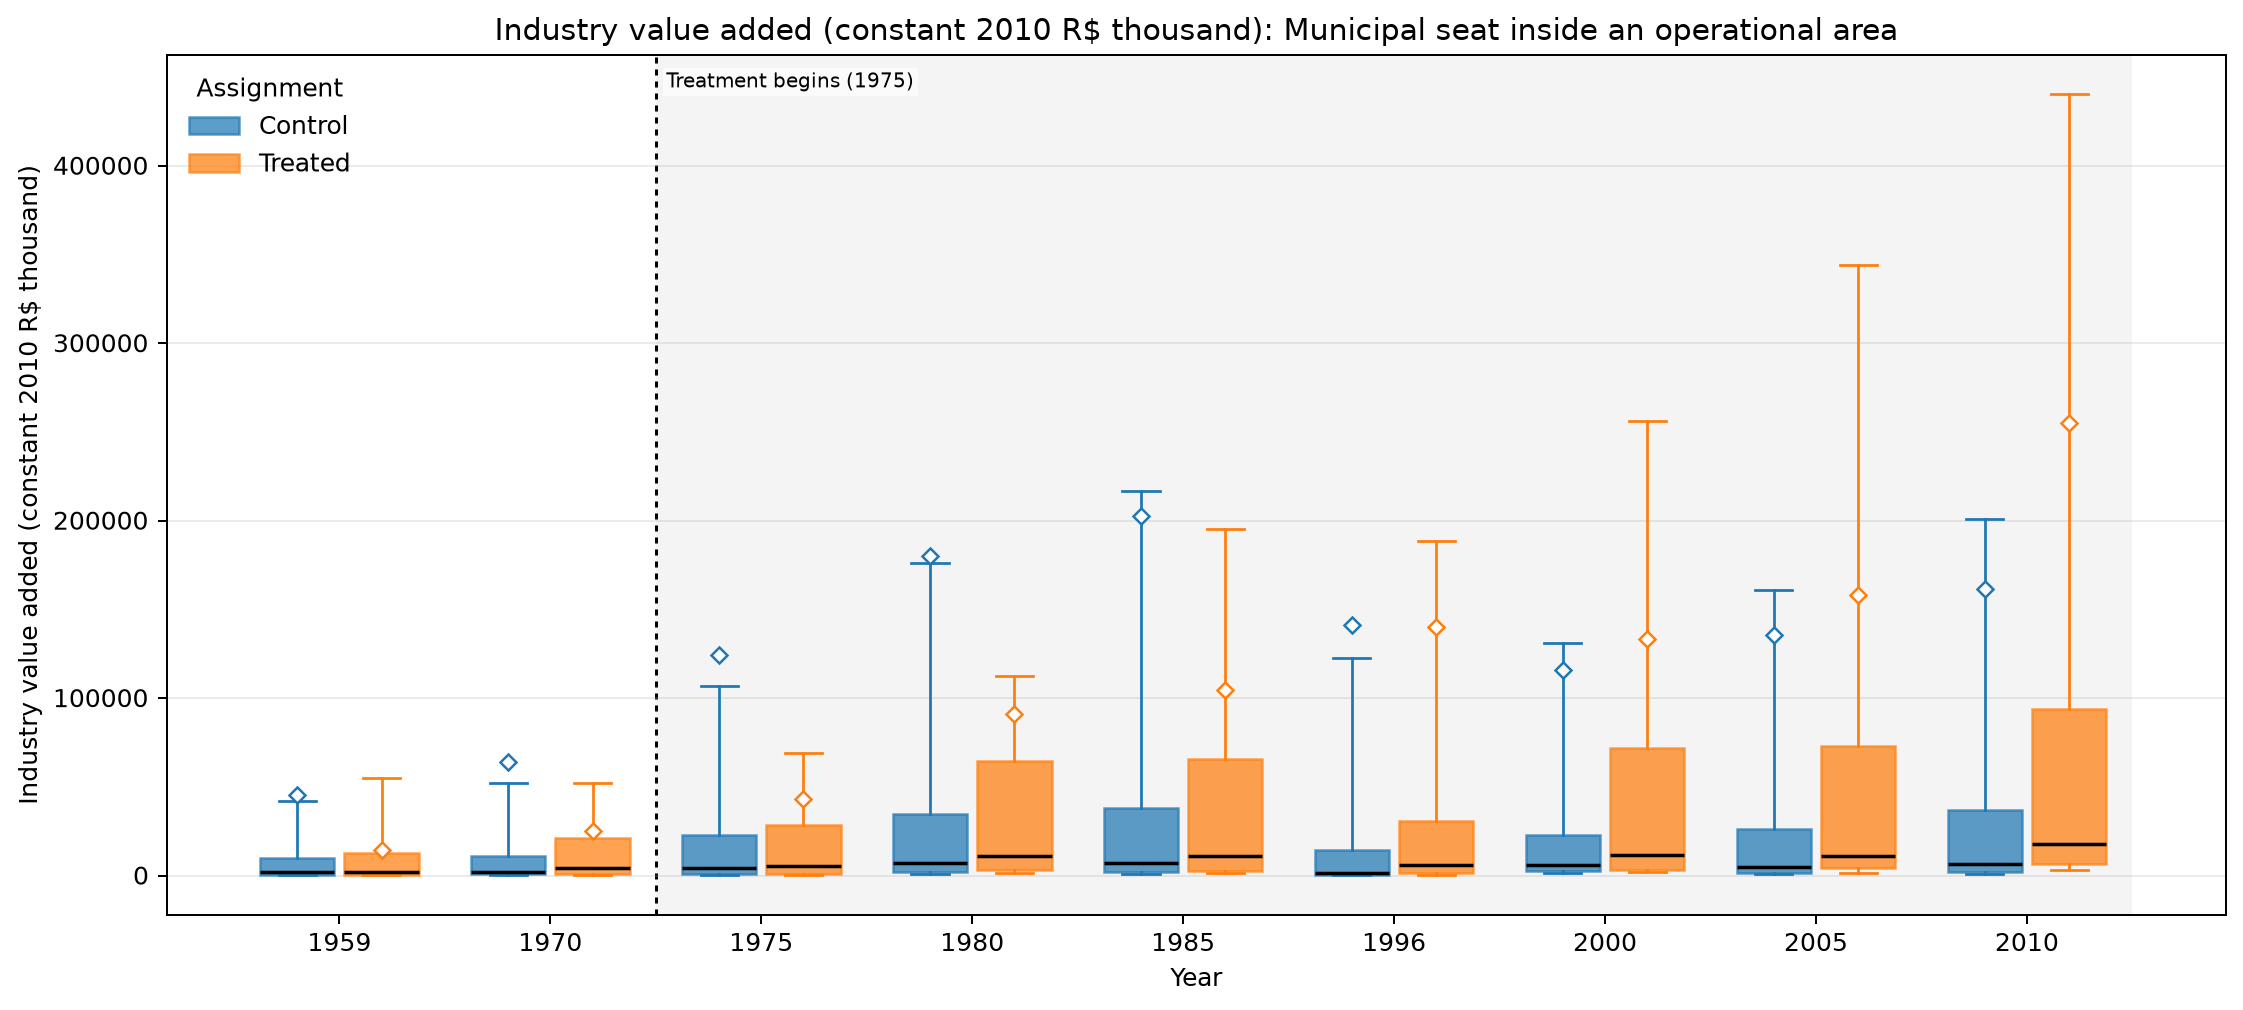 Industry value added (constant 2010 R$ thousand): Municipal seat inside an operational area
Treatment begins (1975)
Assignment
Control
Treated
Industry value added (constant 2010 R$ thousand)
400000
300000
200000
100000
0
1959 1970 1975 1980 1985 1996 2000 2005 2010
Year